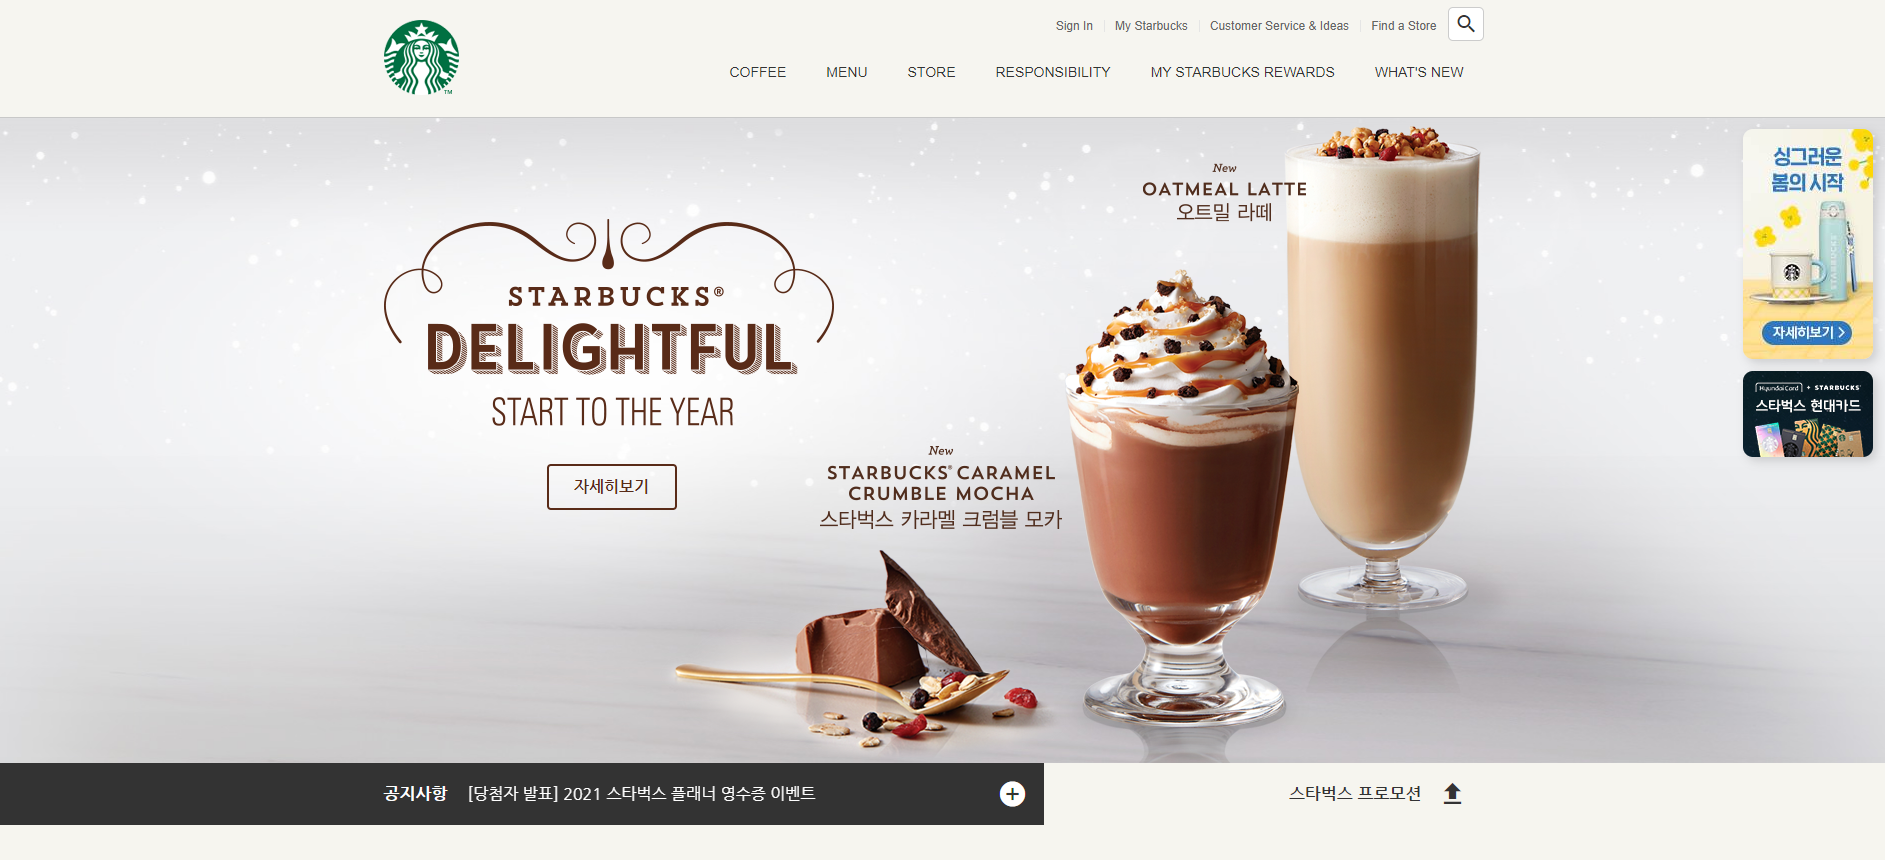 Sign In
My Starbucks
Customer Service & Ideas
Find a Store
COFFEE
MENU
STORE
RESPONSIBILITY
MY STARBUCKS REWARDS
WHAT'S NEW
TM
STARBUCKS®
DELIGHTFUL
START TO THE YEAR
자세히보기
New
OATMEAL LATTE
오트밀 라떼
New
STARBUCKS® CARAMEL
CRUMBLE MOCHA
스타벅스 카라멜 크럼블 모카
싱그러운
봄의 시작
STARBUCKS
자세히보기
HyundaiCard + STARBUCKS
스타벅스 현대카드
공지사항 [당첨자 발표] 2021 스타벅스 플래너 영수증 이벤트
스타벅스 프로모션